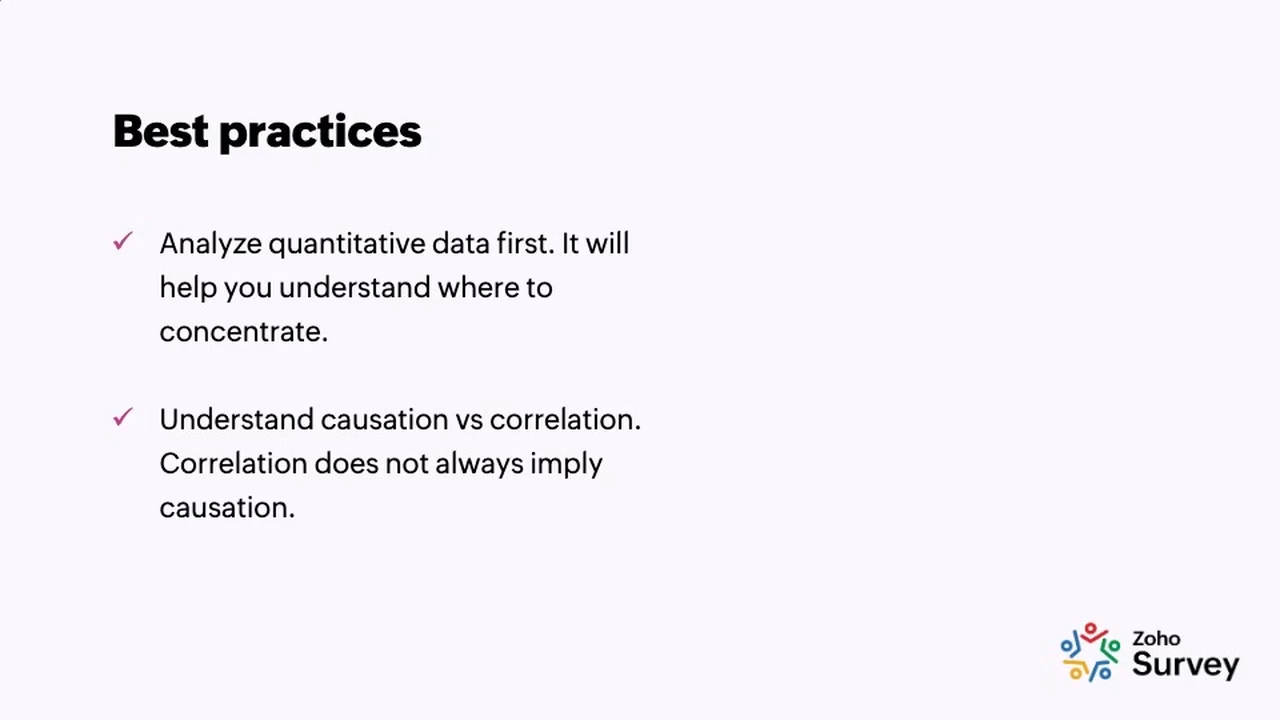 Best practices
✓ Analyze quantitative data first. It will
help you understand where to
concentrate.
✓ Understand causation vs correlation.
Correlation does not always imply
causation.
Zoho
Survey